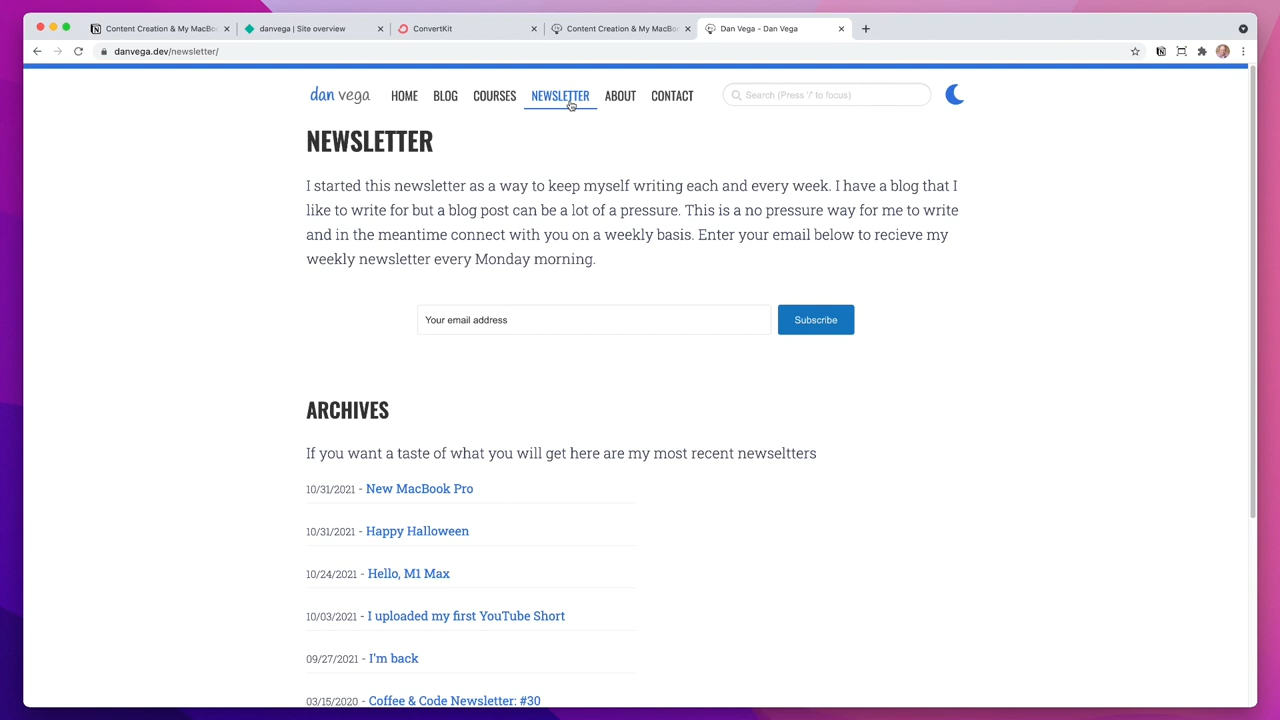 Content Creation & My MacBo
danvega | Site overview
ConvertKit
Content Creation & My MacBo
Dan Vega - Dan Vega
danvega.dev/newsletter/
dan vega
HOME
BLOG
COURSES
NEWSLETTER
ABOUT
CONTACT
Search (Press '/' to focus)
NEWSLETTER
I started this newsletter as a way to keep myself writing each and every week. I have a blog that I
like to write for but a blog post can be a lot of a pressure. This is a no pressure way for me to write
and in the meantime connect with you on a weekly basis. Enter your email below to recieve my
weekly newsletter every Monday morning.
Your email address
Subscribe
ARCHIVES
If you want a taste of what you will get here are my most recent newseltters
10/31/2021 - New MacBook Pro
10/31/2021 - Happy Halloween
10/24/2021 - Hello, M1 Max
10/03/2021 - I uploaded my first YouTube Short
09/27/2021 - I'm back
03/15/2020 - Coffee & Code Newsletter: #30